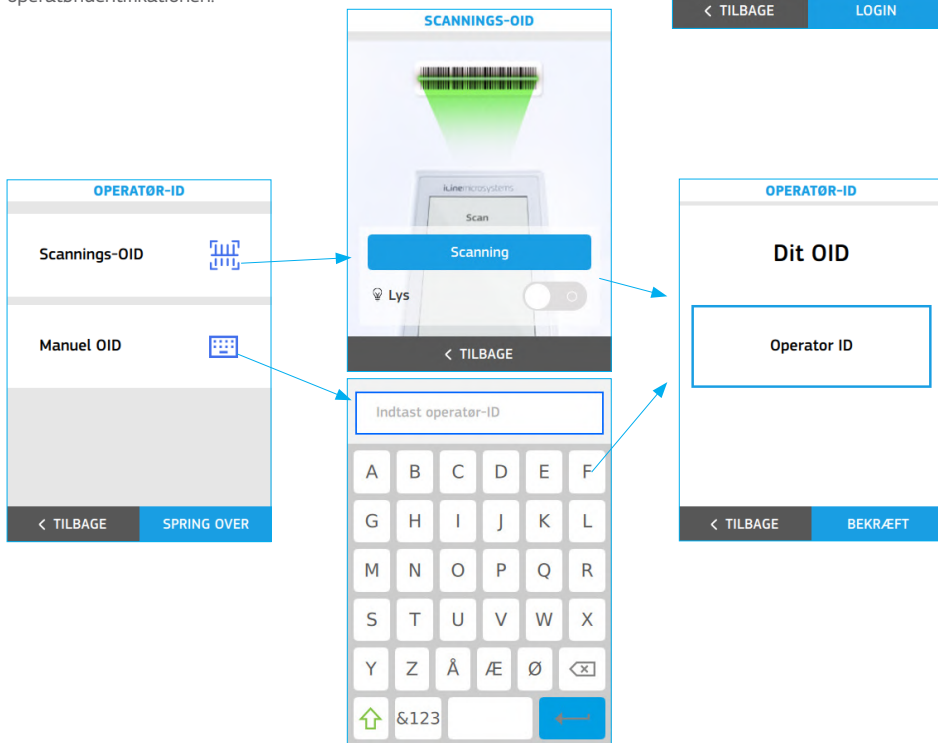 SCANNINGS-OID
< TILBAGE LOGIN
iLinemicrosystems
Scan
Scanning
Lys
< TILBAGE
OPERATØR-ID
Scannings-OID
Manuel OID
< TILBAGE SPRING OVER
Indtast operatør-ID
A B C D E F
G H I J K L
M N O P Q R
S T U V W X
Y Z Å Æ Ø
&123
OPERATØR-ID
Dit OID
Operator ID
< TILBAGE BEKRÆFT